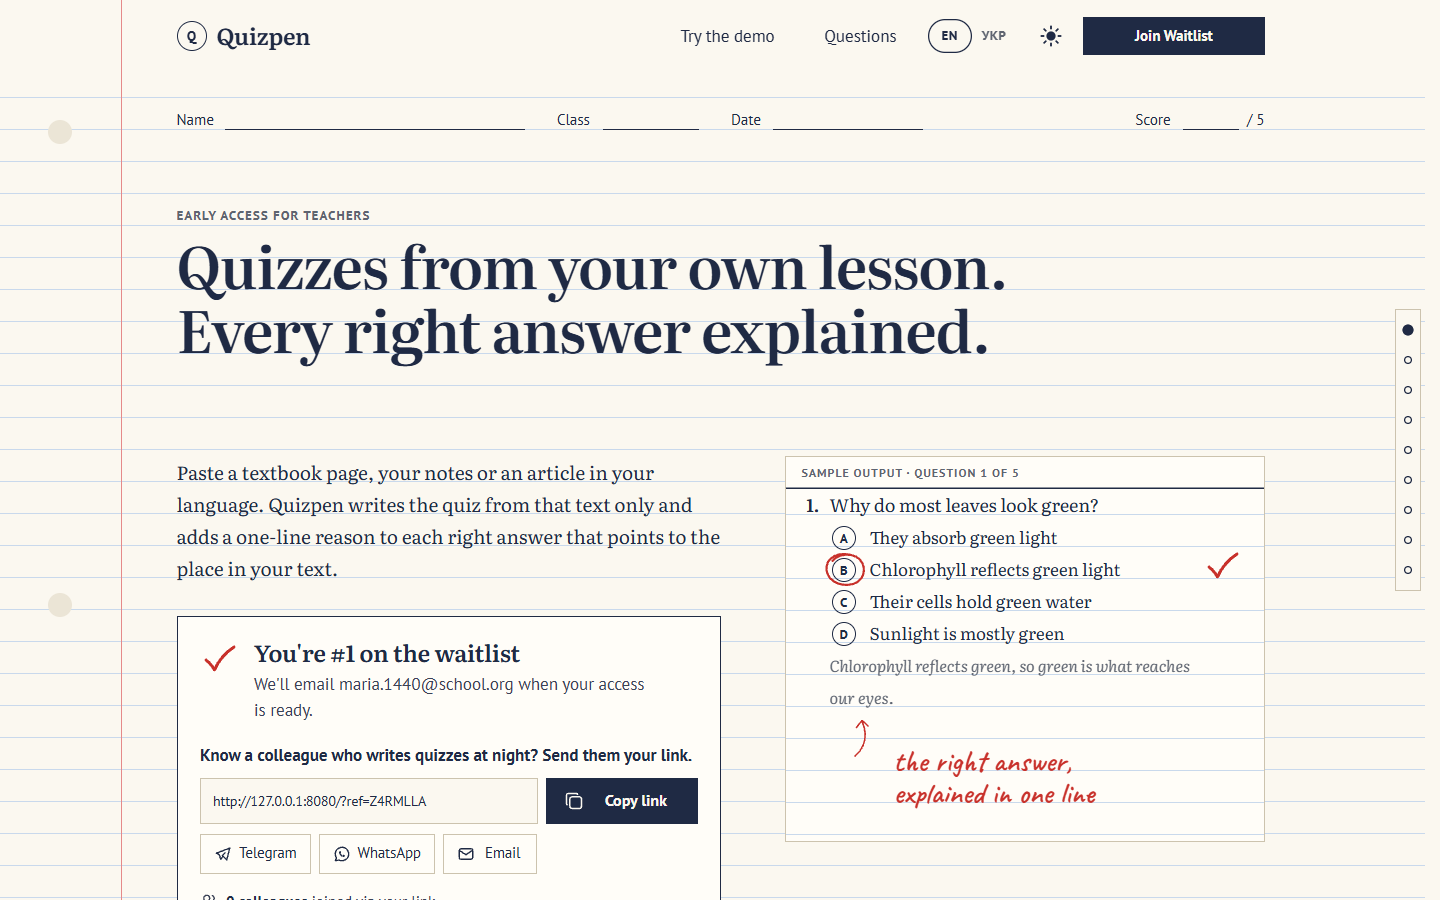 Q Quizpen Try the demo Questions EN УКР Join Waitlist
Name Class Date Score / 5
EARLY ACCESS FOR TEACHERS
Quizzes from your own lesson.
Every right answer explained.
Paste a textbook page, your notes or an article in your
language. Quizpen writes the quiz from that text only and
adds a one-line reason to each right answer that points to the
place in your text.
You're #1 on the waitlist
We'll email maria.1440@school.org when your access
is ready.
Know a colleague who writes quizzes at night? Send them your link.
http://127.0.0.1:8080/?ref=Z4RMLLA Copy link
Telegram WhatsApp Email
0 colleagues joined via your link
SAMPLE OUTPUT · QUESTION 1 OF 5
1. Why do most leaves look green?
A They absorb green light
B Chlorophyll reflects green light
C Their cells hold green water
D Sunlight is mostly green
Chlorophyll reflects green, so green is what reaches
our eyes.
the right answer,
explained in one line